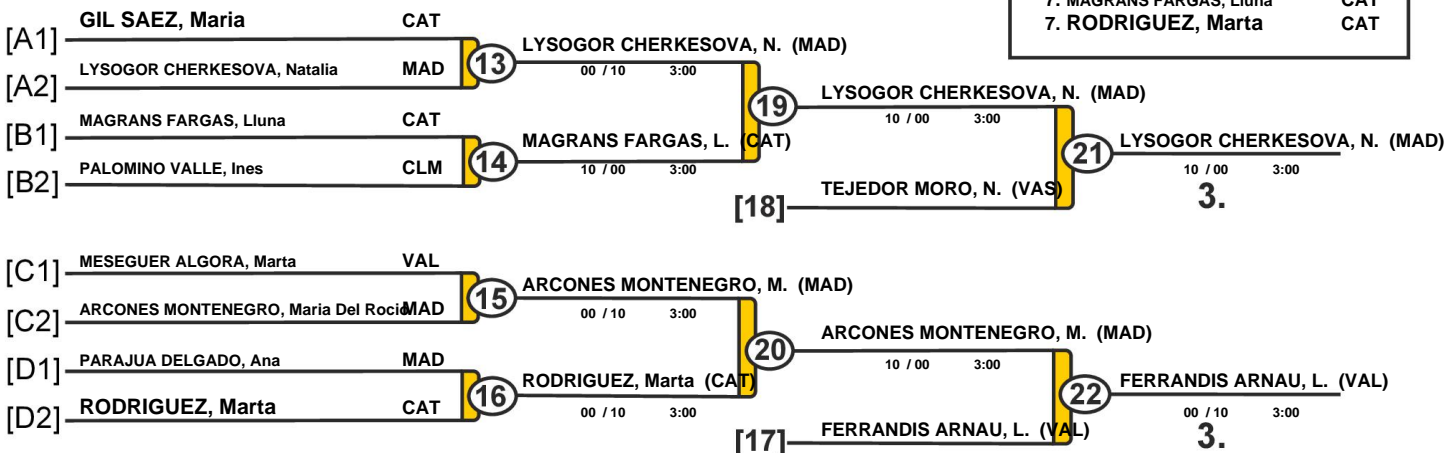 7. MAGRANS FARGAS, Lluna CAT
7. RODRIGUEZ, Marta CAT
[A1] GIL SAEZ, Maria CAT
[A2] LYSOGOR CHERKESOVA, Natalia MAD
13 LYSOGOR CHERKESOVA, N. (MAD)
00 / 10 3:00
[B1] MAGRANS FARGAS, Lluna CAT
[B2] PALOMINO VALLE, Ines CLM
14 MAGRANS FARGAS, L. (CAT)
10 / 00 3:00
19 LYSOGOR CHERKESOVA, N. (MAD)
10 / 00 3:00
[18] TEJEDOR MORO, N. (VAS)
21 LYSOGOR CHERKESOVA, N. (MAD)
10 / 00 3:00
3.
[C1] MESEGUER ALGORA, Marta VAL
[C2] ARCONES MONTENEGRO, Maria Del Rocio MAD
15 ARCONES MONTENEGRO, M. (MAD)
00 / 10 3:00
[D1] PARAJUA DELGADO, Ana MAD
[D2] RODRIGUEZ, Marta CAT
16 RODRIGUEZ, Marta (CAT)
00 / 10 3:00
20 ARCONES MONTENEGRO, M. (MAD)
10 / 00 3:00
[17] FERRANDIS ARNAU, L. (VAL)
22 FERRANDIS ARNAU, L. (VAL)
00 / 10 3:00
3.